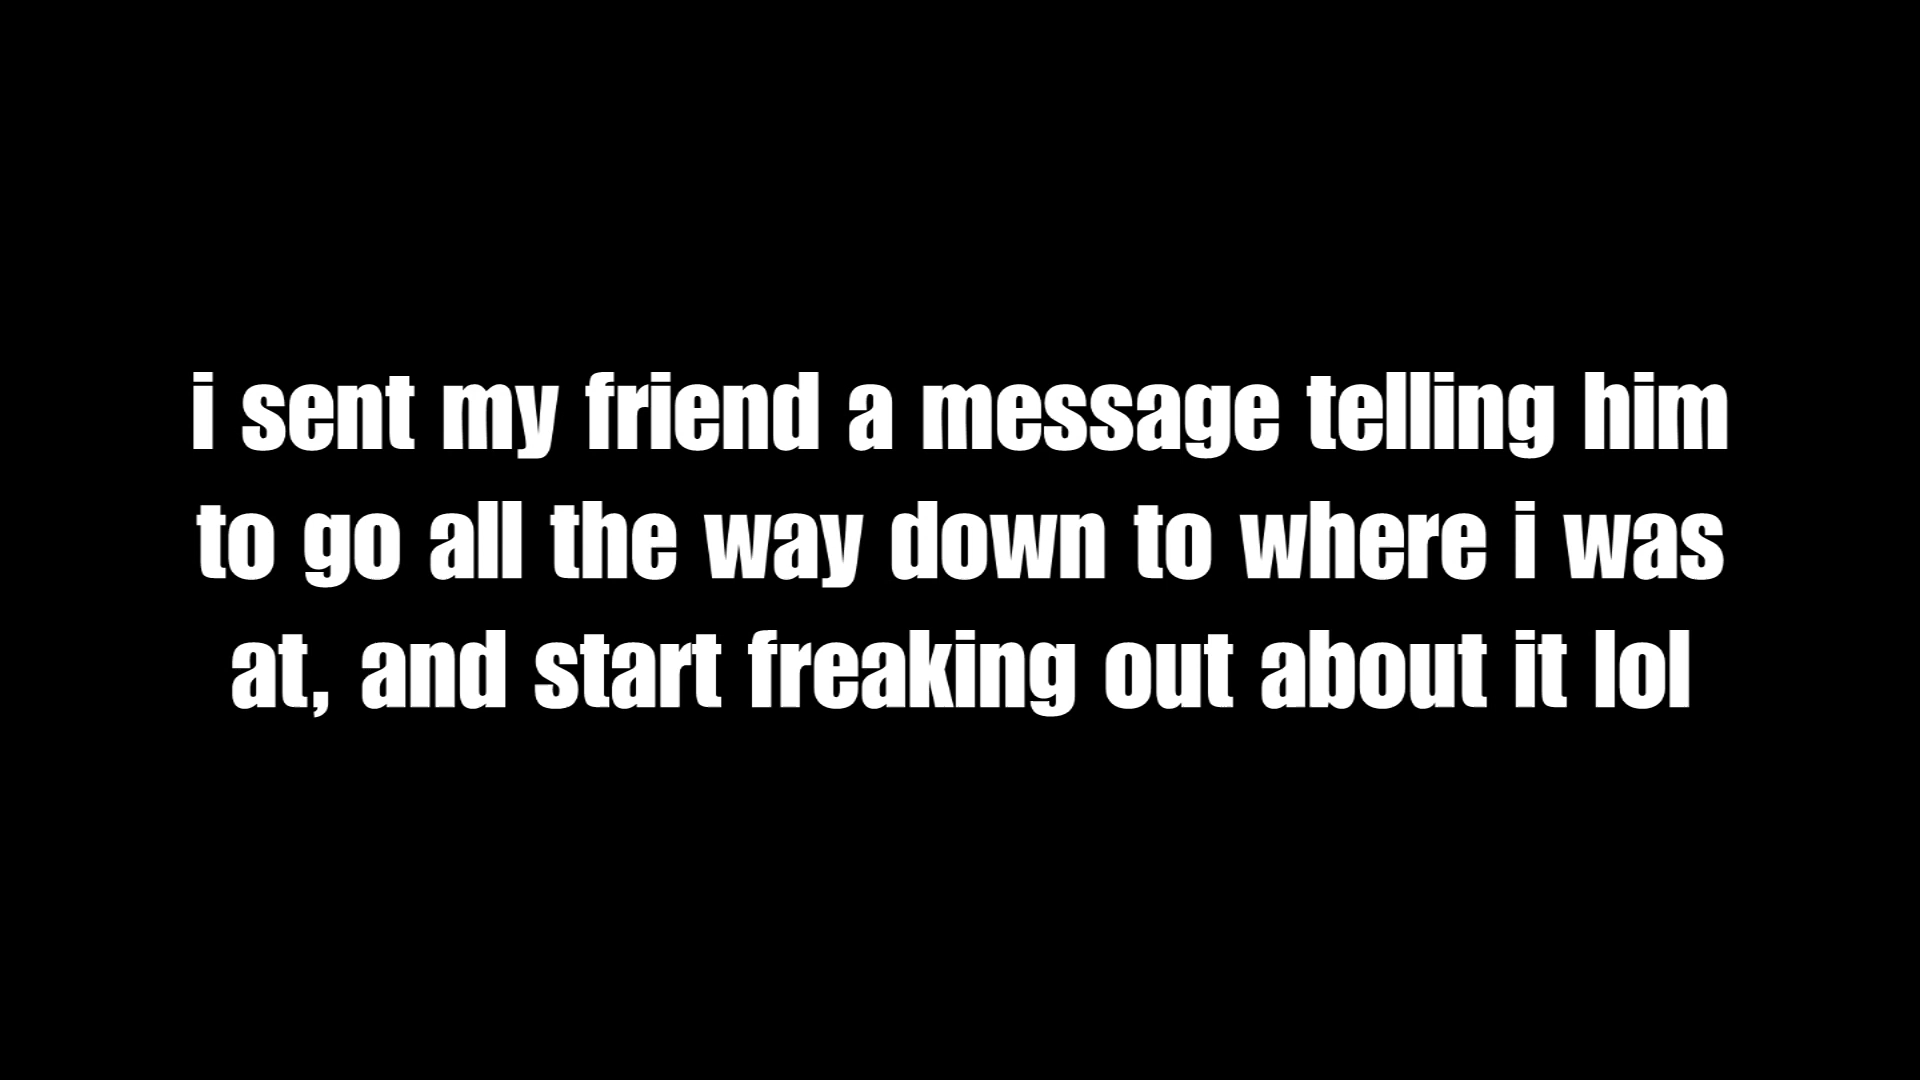 i sent my friend a message telling him
to go all the way down to where i was
at, and start freaking out about it lol